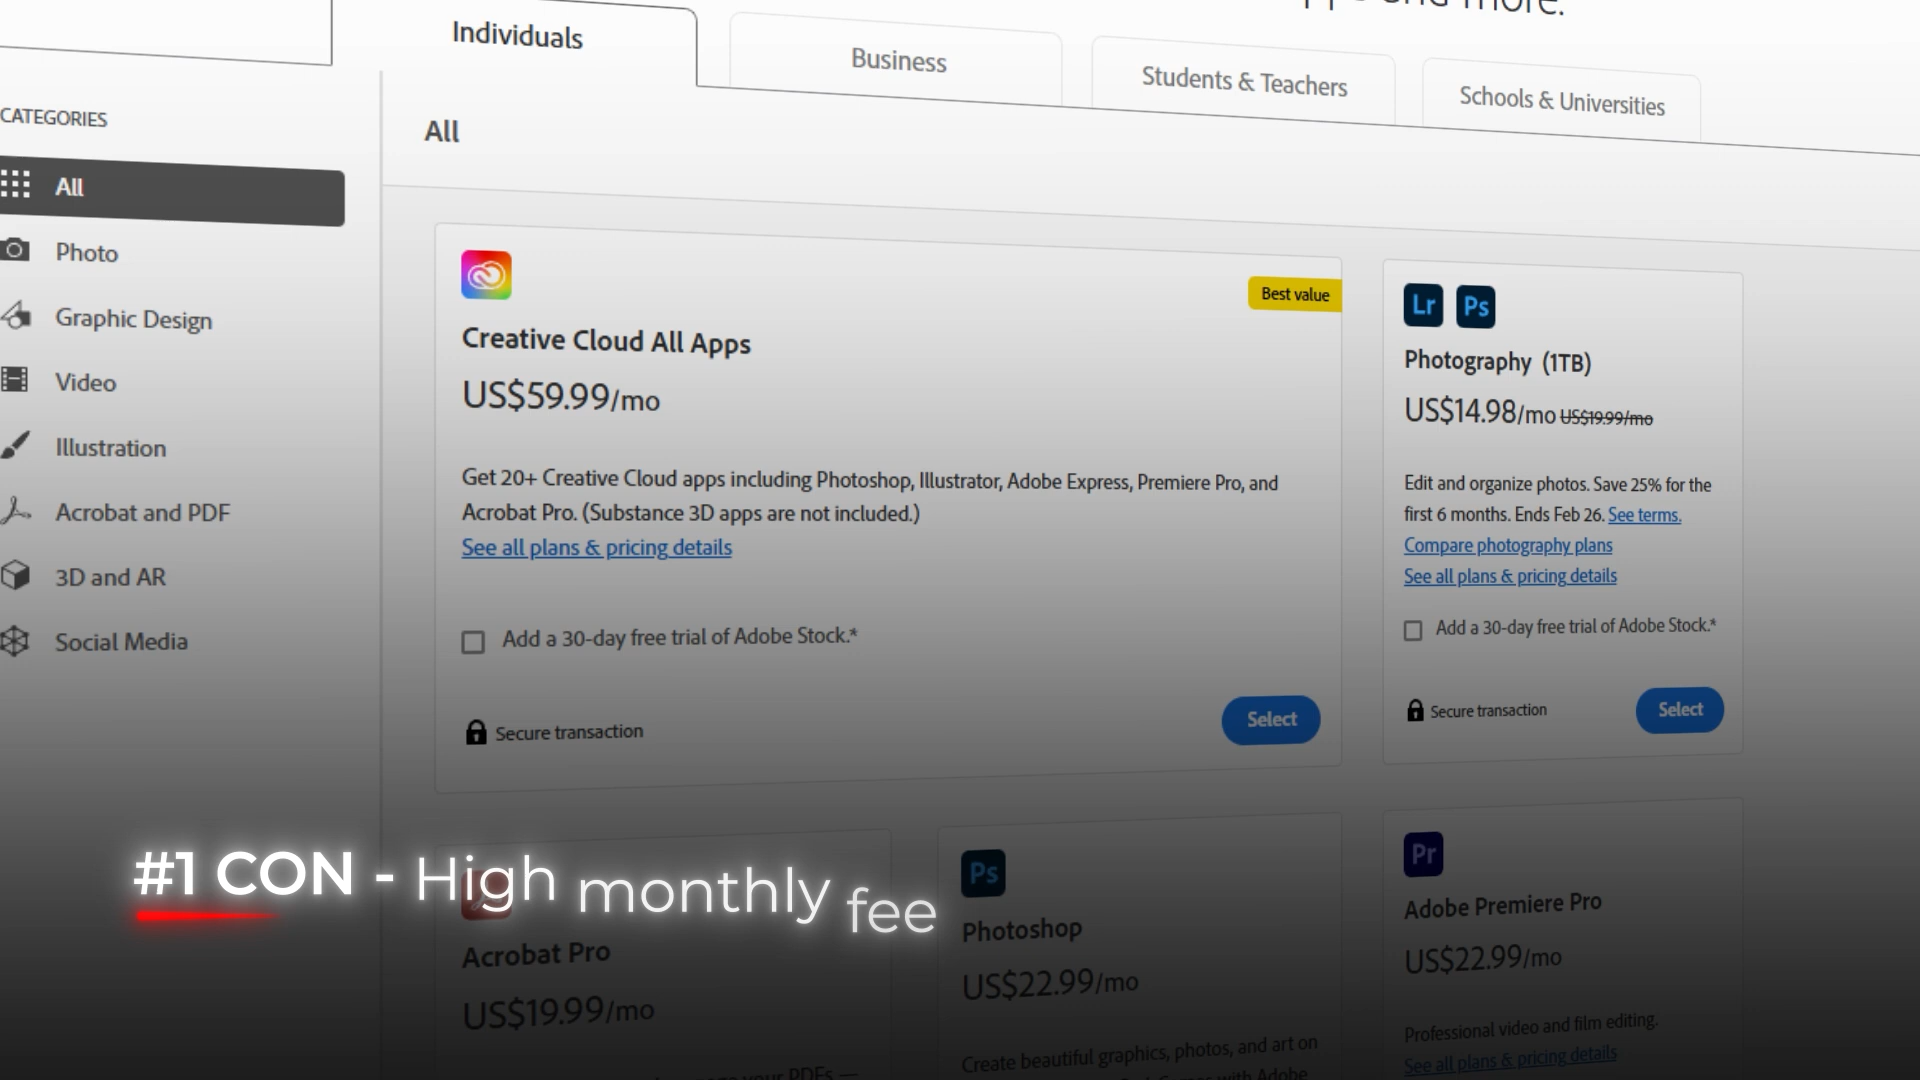 Individuals
Business
Students & Teachers
Schools & Universities
CATEGORIES
All
Photo
Graphic Design
Video
Illustration
Acrobat and PDF
3D and AR
Social Media
All
Best value
Creative Cloud All Apps
US$59.99/mo
Get 20+ Creative Cloud apps including Photoshop, Illustrator, Adobe Express, Premiere Pro, and
Acrobat Pro. (Substance 3D apps are not included.)
See all plans & pricing details
Add a 30-day free trial of Adobe Stock.*
Secure transaction
Select
Lr Ps
Photography (1TB)
US$14.98/mo US$19.99/mo
Edit and organize photos. Save 25% for the
first 6 months. Ends Feb 26. See terms.
Compare photography plans
See all plans & pricing details
Add a 30-day free trial of Adobe Stock.*
Secure transaction
Select
#1 CON - High monthly fee
Acrobat Pro
US$19.99/mo
Ps
Photoshop
US$22.99/mo
Create beautiful graphics, photos, and art on
Pr
Adobe Premiere Pro
US$22.99/mo
Professional video and film editing.
See all plans & pricing details